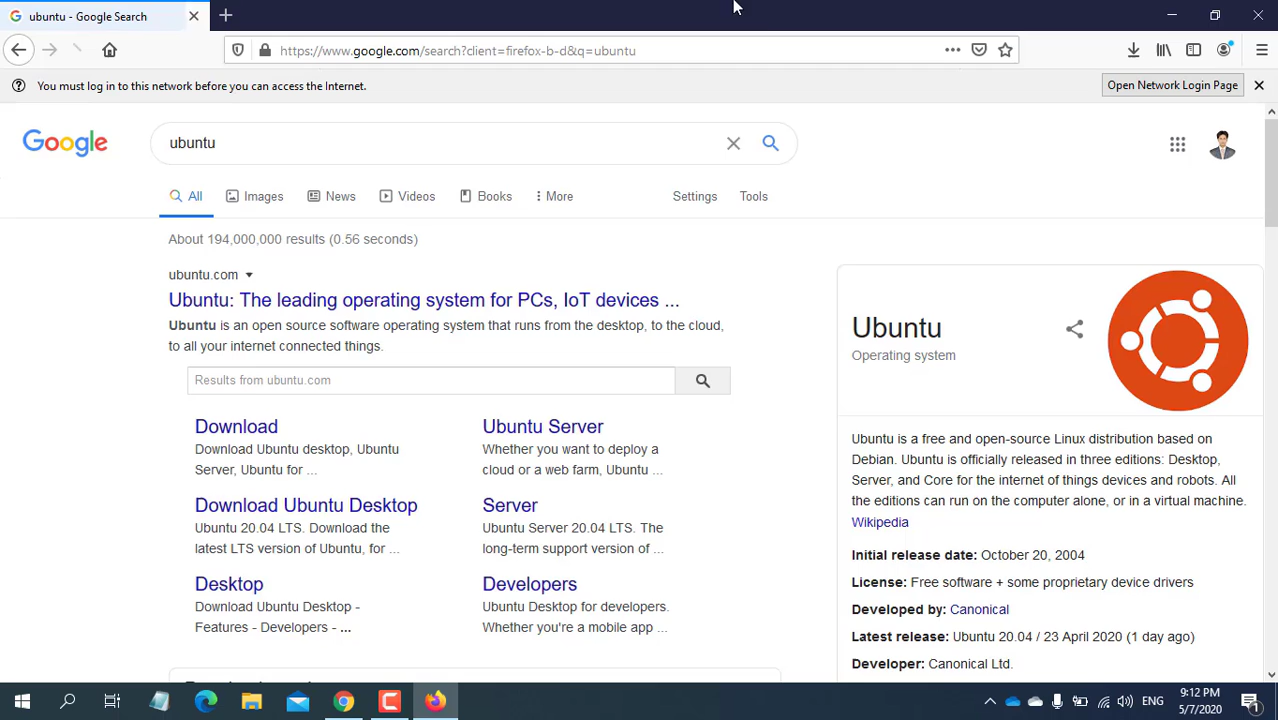 ubuntu - Google Search
https://www.google.com/search?client=firefox-b-d&q=ubuntu
You must log in to this network before you can access the Internet.
Open Network Login Page
Google
ubuntu
All
Images
News
Videos
Books
More
Settings
Tools
About 194,000,000 results (0.56 seconds)
ubuntu.com
Ubuntu: The leading operating system for PCs, IoT devices ...
Ubuntu is an open source software operating system that runs from the desktop, to the cloud,
to all your internet connected things.
Results from ubuntu.com
Download
Download Ubuntu desktop, Ubuntu
Server, Ubuntu for ...
Ubuntu Server
Whether you want to deploy a
cloud or a web farm, Ubuntu ...
Download Ubuntu Desktop
Ubuntu 20.04 LTS. Download the
latest LTS version of Ubuntu, for ...
Server
Ubuntu Server 20.04 LTS. The
long-term support version of ...
Desktop
Download Ubuntu Desktop -
Features - Developers - ...
Developers
Ubuntu Desktop for developers.
Whether you're a mobile app ...
Ubuntu
Operating system
Ubuntu is a free and open-source Linux distribution based on
Debian. Ubuntu is officially released in three editions: Desktop,
Server, and Core for the internet of things devices and robots. All
the editions can run on the computer alone, or in a virtual machine.
Wikipedia
Initial release date: October 20, 2004
License: Free software + some proprietary device drivers
Developed by: Canonical
Latest release: Ubuntu 20.04 / 23 April 2020 (1 day ago)
Developer: Canonical Ltd.
ENG
9:12 PM
5/7/2020
1